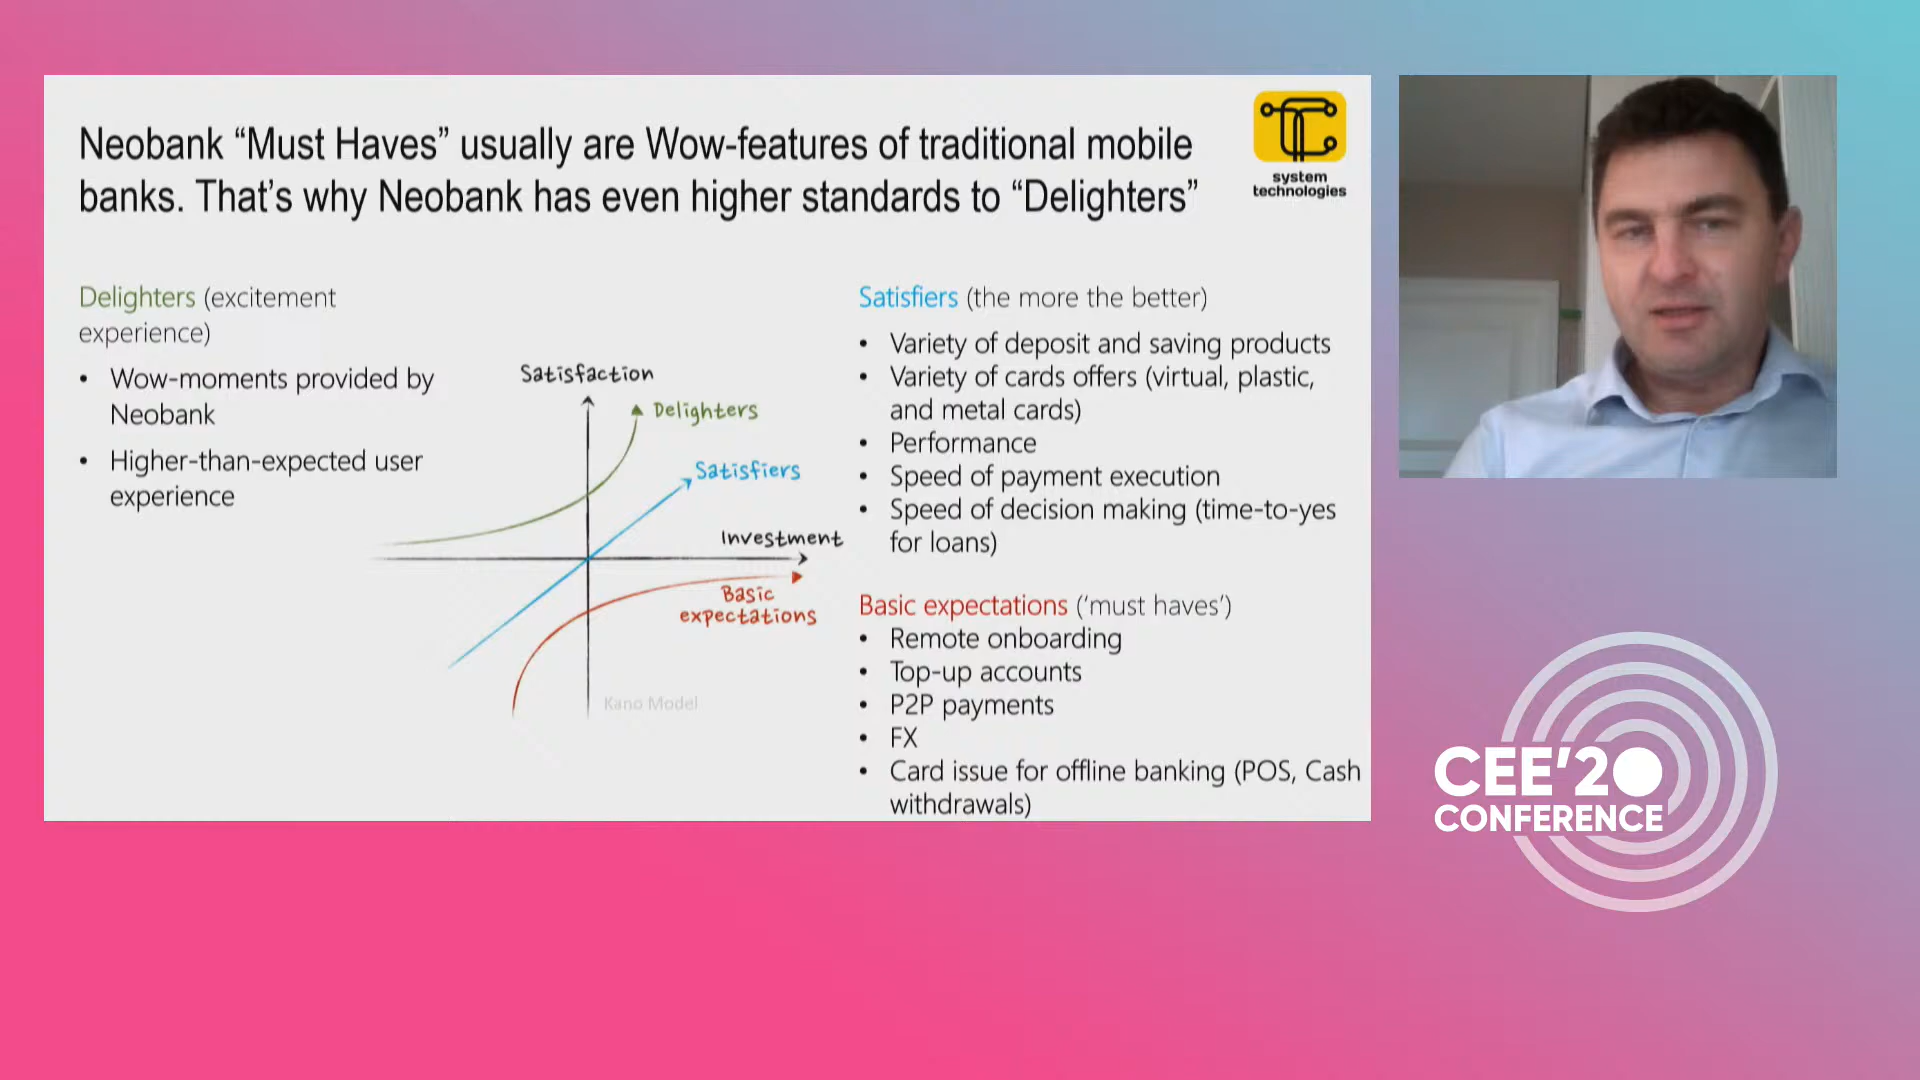 Neobank “Must Haves” usually are Wow-features of traditional mobile
banks. That’s why Neobank has even higher standards to “Delighters”
system
technologies
Delighters (excitement
experience)
• Wow-moments provided by
Neobank
• Higher-than-expected user
experience
Satisfaction
Delighters
Satisfiers
Investment
Basic
expectations
Kano Model
Satisfiers (the more the better)
• Variety of deposit and saving products
• Variety of cards offers (virtual, plastic,
and metal cards)
• Performance
• Speed of payment execution
• Speed of decision making (time-to-yes
for loans)
Basic expectations (‘must haves’)
• Remote onboarding
• Top-up accounts
• P2P payments
• FX
• Card issue for offline banking (POS, Cash
withdrawals)
CEE’20
CONFERENCE